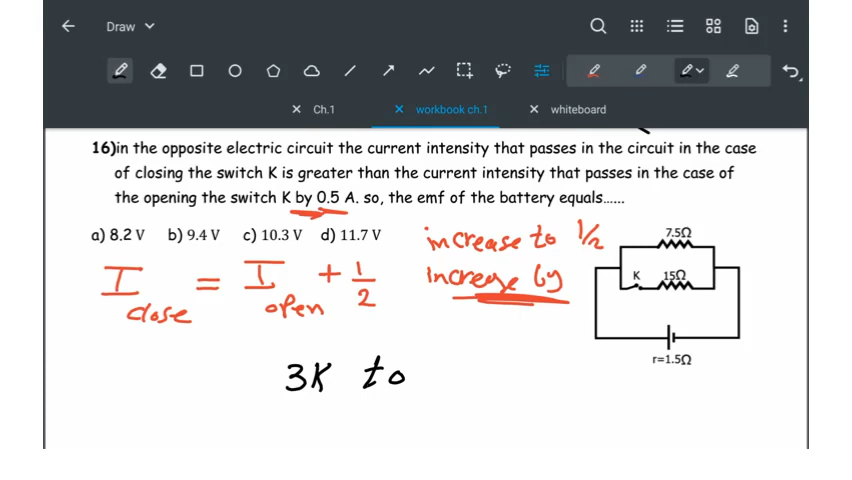 Draw
Ch.1
workbook ch.1
whiteboard
16)in the opposite electric circuit the current intensity that passes in the circuit in the case
of closing the switch K is greater than the current intensity that passes in the case of
the opening the switch K by 0.5 A. so, the emf of the battery equals......
a) 8.2 V b) 9.4 V c) 10.3 V d) 11.7 V
increase to 1/2
increase by
I close = I open + 1/2
3K to
7.5Ω
K 15Ω
r=1.5Ω